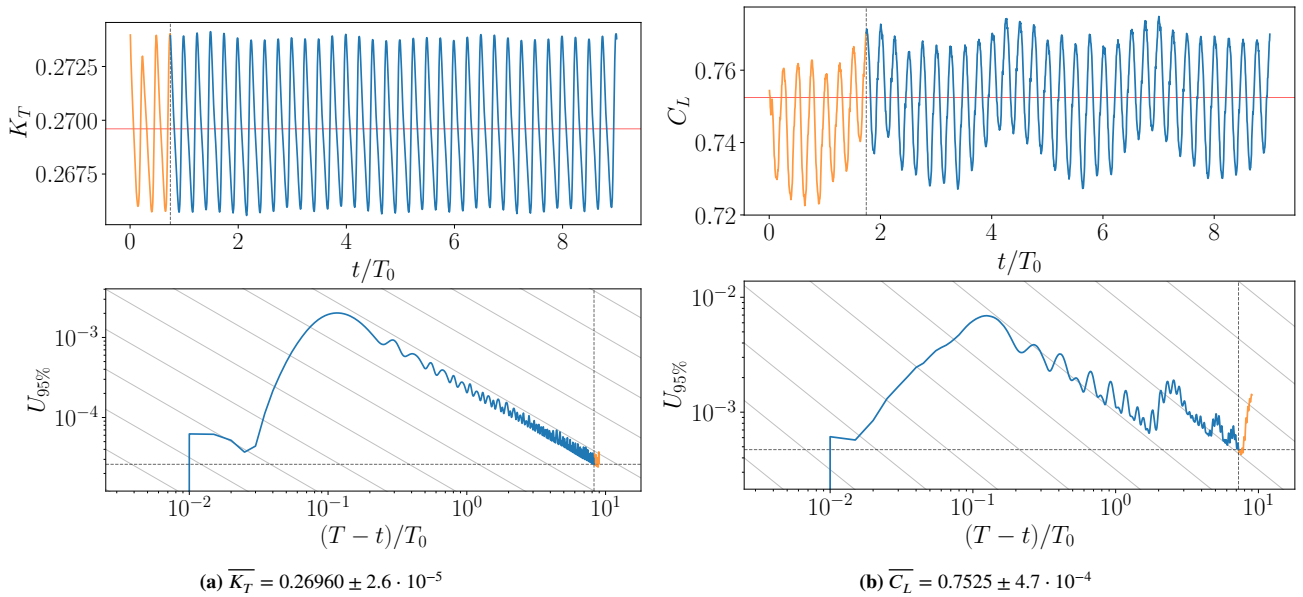 K_T
0.2725
0.2700
0.2675
0 2 4 6 8
t/T_0
C_L
0.76
0.74
0.72
0 2 4 6 8
t/T_0
U_{95%}
10^{-3}
10^{-4}
10^{-2} 10^{-1} 10^0 10^1
(T − t)/T_0
U_{95%}
10^{-2}
10^{-3}
10^{-2} 10^{-1} 10^0 10^1
(T − t)/T_0
(a) \overline{K_T} = 0.26960 ± 2.6 · 10^{-5}
(b) \overline{C_L} = 0.7525 ± 4.7 · 10^{-4}